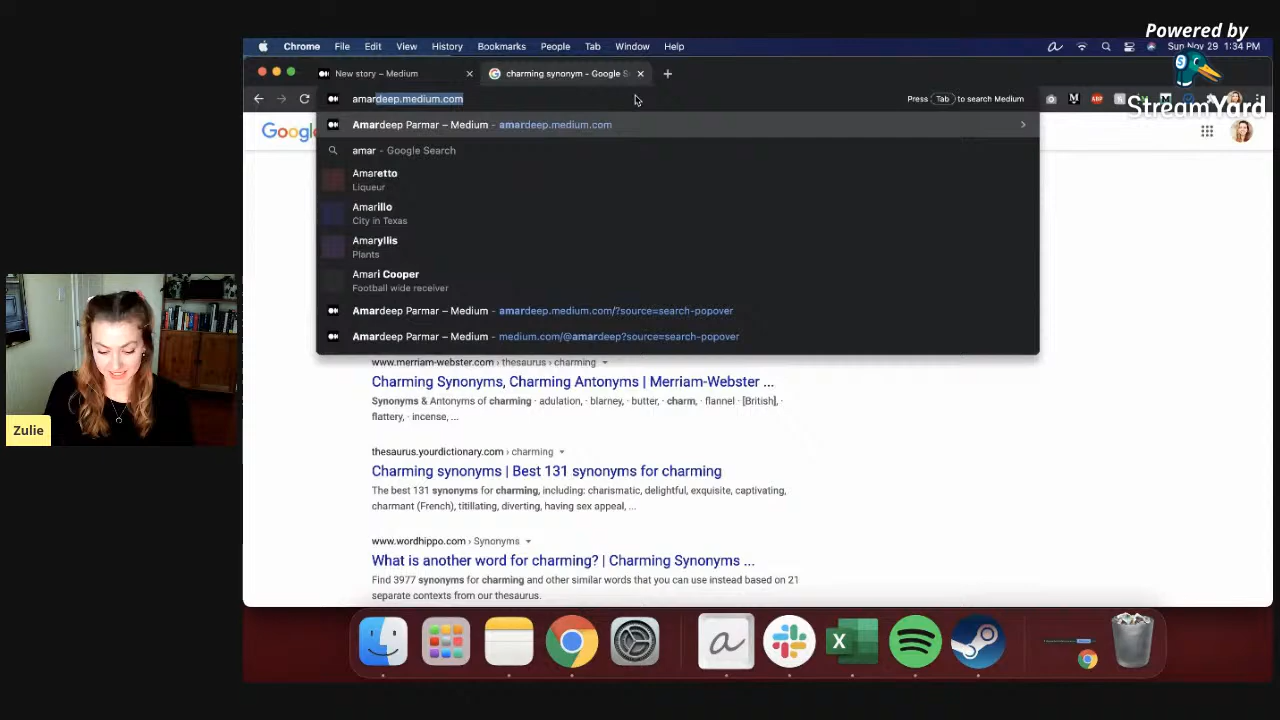 Powered by
StreamYard
Chrome File Edit View History Bookmarks People Tab Window Help
Sun Nov 29 1:34 PM
New story – Medium
charming synonym - Google S
amardeep.medium.com
Press Tab to search Medium
Google
Amardeep Parmar – Medium - amardeep.medium.com
amar - Google Search
Amaretto
Liqueur
Amarillo
City in Texas
Amaryllis
Plants
Amari Cooper
Football wide receiver
Amardeep Parmar – Medium - amardeep.medium.com/?source=search-popover
Amardeep Parmar – Medium - medium.com/@amardeep?source=search-popover
www.merriam-webster.com › thesaurus › charming
Charming Synonyms, Charming Antonyms | Merriam-Webster ...
Synonyms & Antonyms of charming · adulation, · blarney, · butter, · charm, · flannel · [British], ·
flattery, · incense, ...
thesaurus.yourdictionary.com › charming
Charming synonyms | Best 131 synonyms for charming
The best 131 synonyms for charming, including: charismatic, delightful, exquisite, captivating,
charmant (French), titillating, diverting, having sex appeal, ...
www.wordhippo.com › Synonyms
What is another word for charming? | Charming Synonyms ...
Find 3977 synonyms for charming and other similar words that you can use instead based on 21
separate contexts from our thesaurus.
Zulie